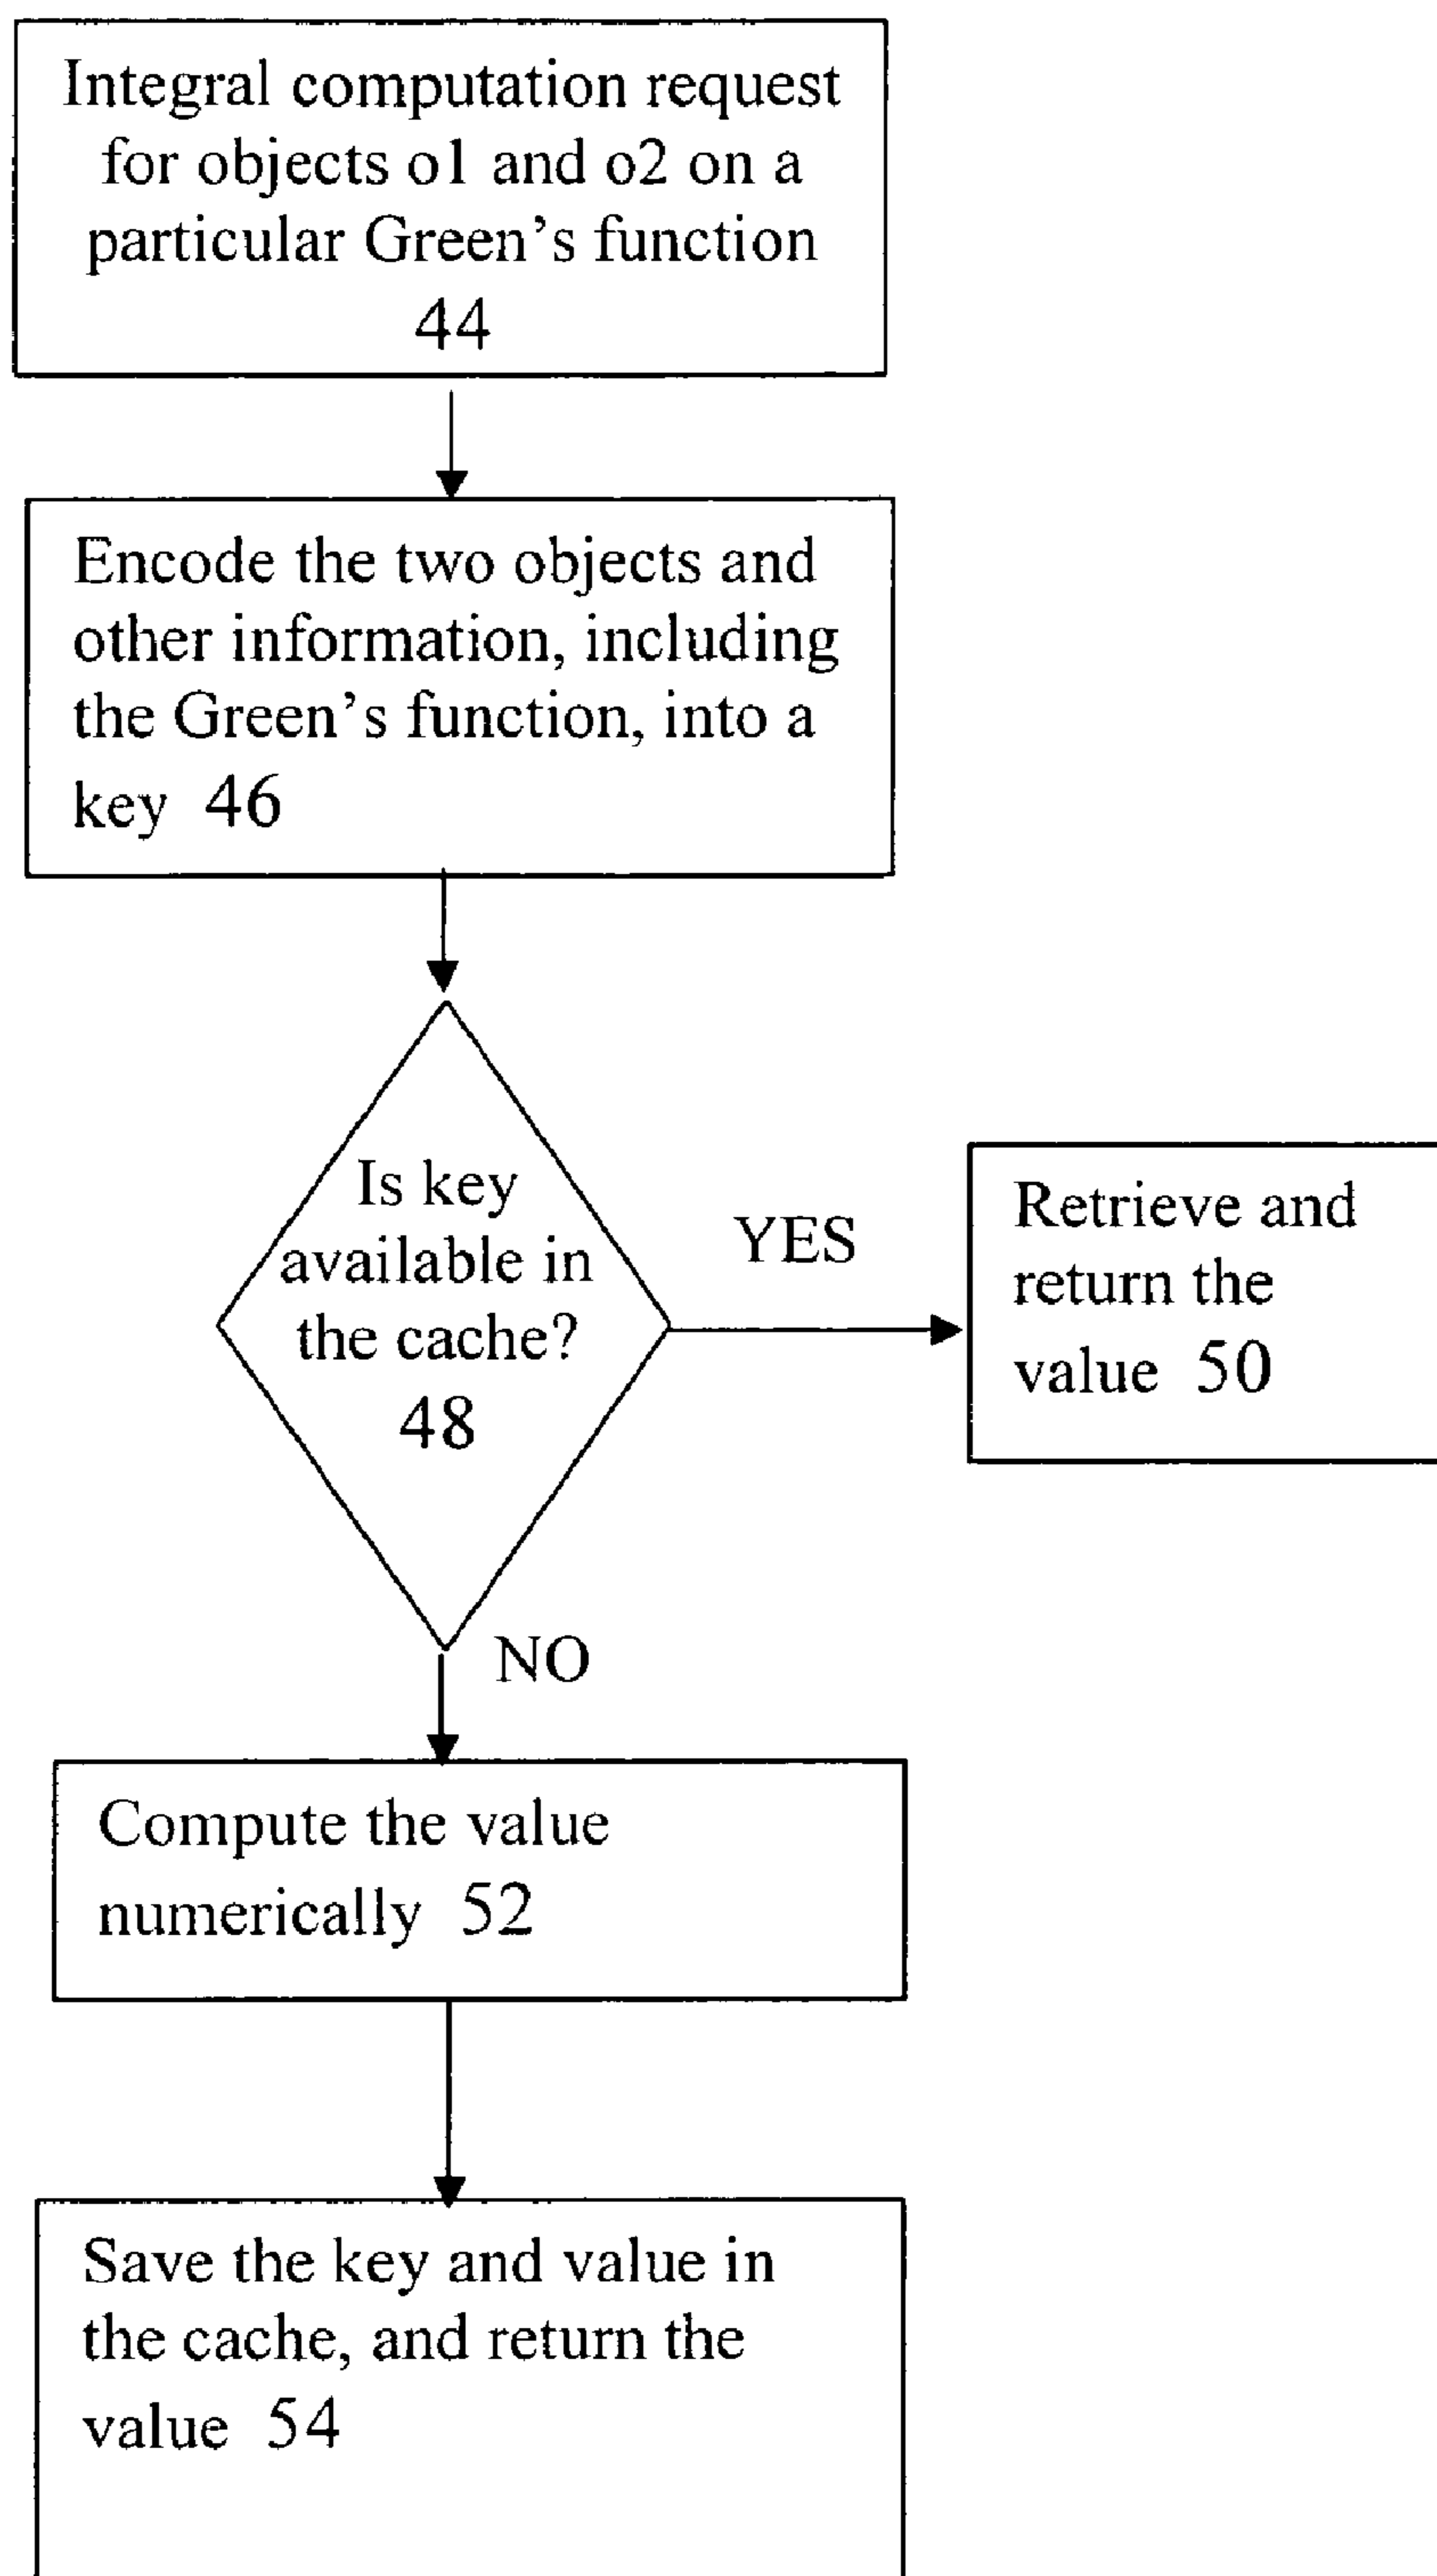 Integral computation request
for objects o1 and o2 on a
particular Green's function
44
Encode the two objects and
other information, including
the Green's function, into a
key 46
Is key
available in
the cache?
48
YES
Retrieve and
return the
value 50
NO
Compute the value
numerically 52
Save the key and value in
the cache, and return the
value 54